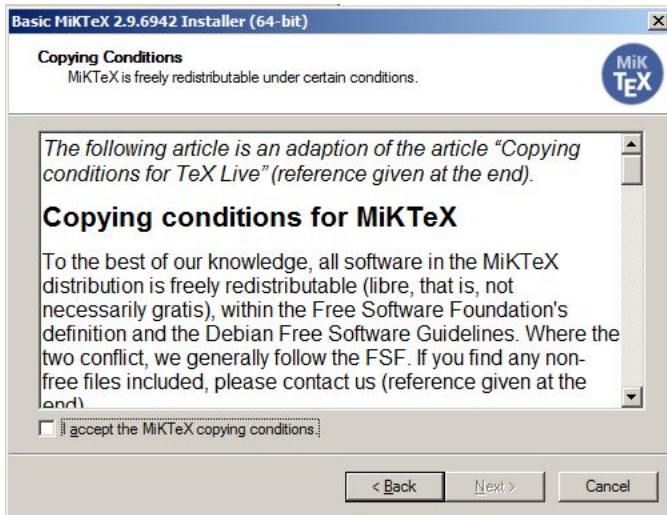 Basic MiKTeX 2.9.6942 Installer (64-bit)
Copying Conditions
MiKTeX is freely redistributable under certain conditions.
MiK
TEX
The following article is an adaption of the article “Copying
conditions for TeX Live” (reference given at the end).
Copying conditions for MiKTeX
To the best of our knowledge, all software in the MiKTeX
distribution is freely redistributable (libre, that is, not
necessarily gratis), within the Free Software Foundation's
definition and the Debian Free Software Guidelines. Where the
two conflict, we generally follow the FSF. If you find any non-
free files included, please contact us (reference given at the
end)
I accept the MiKTeX copying conditions.
< Back
Next >
Cancel